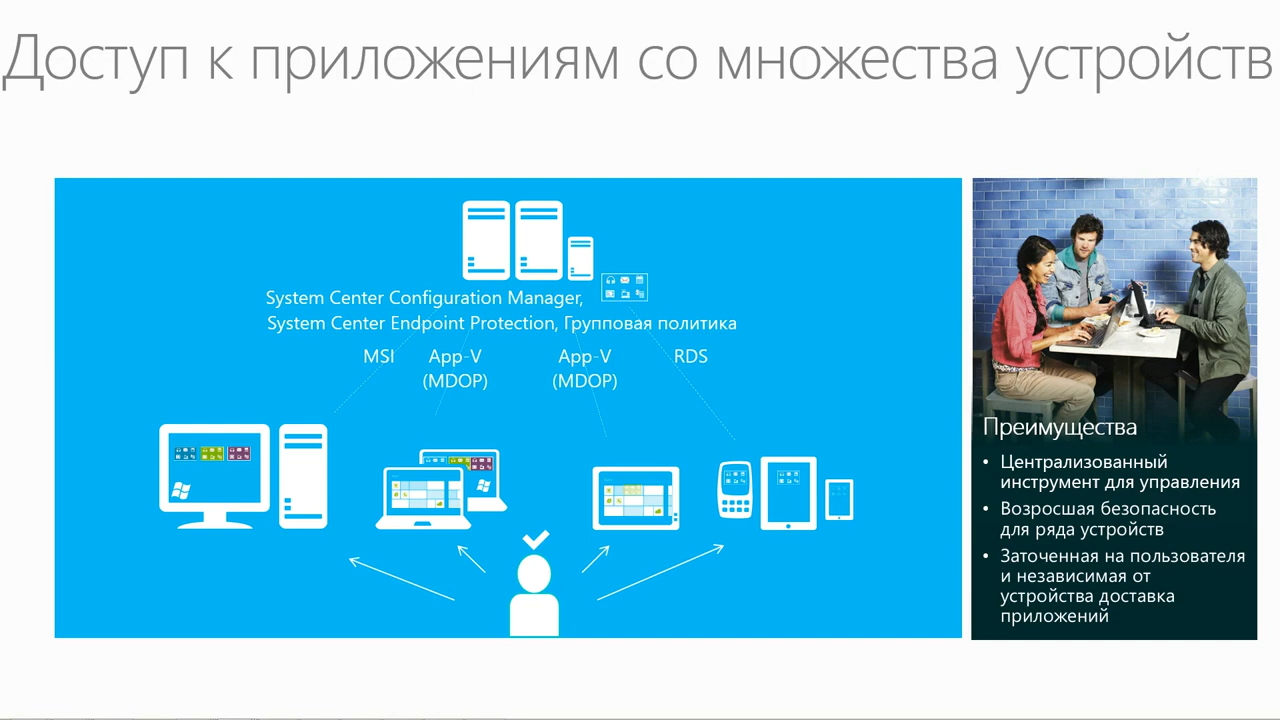 Доступ к приложениям со множества устройств
System Center Configuration Manager,
System Center Endpoint Protection, Групповая политика
MSI
App-V
(MDOP)
App-V
(MDOP)
RDS
Преимущества
• Централизованный
инструмент для управления
• Возросшая безопасность
для ряда устройств
• Заточенная на пользователя
и независимая от
устройства доставка
приложений